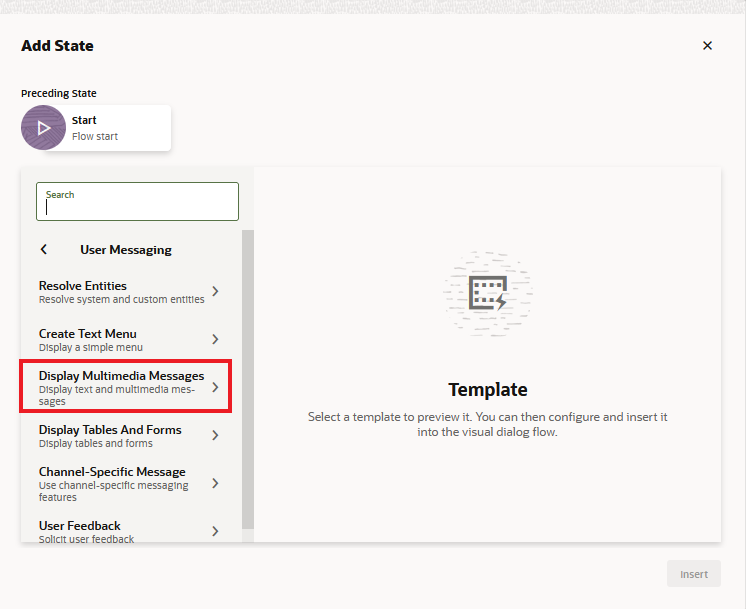 Add State
Preceding State
Start
Flow start
Search
User Messaging
Resolve Entities
Resolve system and custom entities
Create Text Menu
Display a simple menu
Display Multimedia Messages
Display text and multimedia mes-
sages
Display Tables And Forms
Display tables and forms
Channel-Specific Message
Use channel-specific messaging
features
User Feedback
Solicit user feedback
Template
Select a template to preview it. You can then configure and insert it
into the visual dialog flow.
Insert